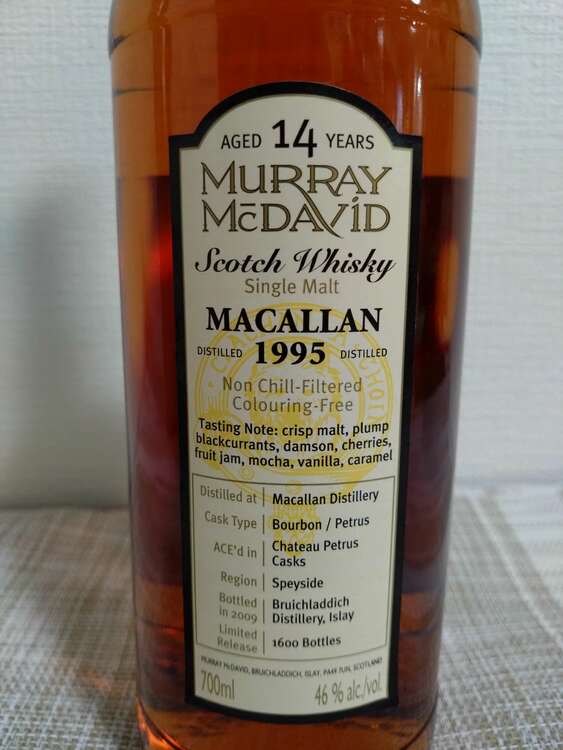 AGED 14 YEARS
MURRAY
McDAVID
Scotch Whisky
Single Malt
MACALLAN
DISTILLED 1995 DISTILLED
Non Chill-Filtered
Colouring-Free
Tasting Note: crisp malt, plump
blackcurrants, damson, cherries,
fruit jam, mocha, vanilla, caramel
Distilled at Macallan Distillery
Cask Type Bourbon / Petrus
ACE'd in Chateau Petrus
Casks
Region Speyside
Bottled in 2009 Bruichladdich
Distillery, Islay
Limited Release 1600 Bottles
MURRAY McDAVID, BRUICHLADDICH, ISLAY, PA49 7UN, SCOTLAND
700ml 46 % alc./vol.